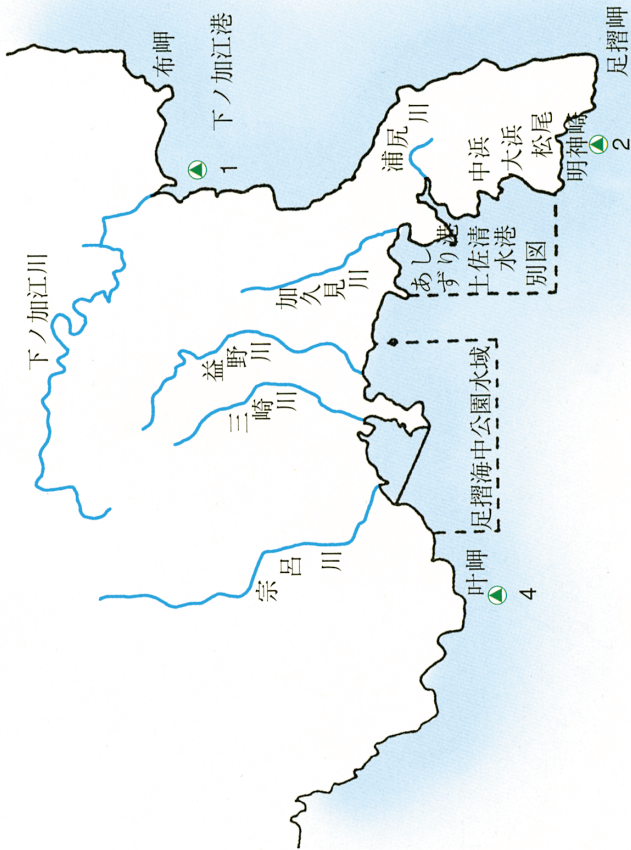 布岬
下ノ加江港
1
下ノ加江川
浦尻川
中浜
大浜
松尾
明神崎
足摺岬
2
あしずり港
土佐清水港
別図
加久見川
益野川
三崎川
足摺海中公園水域
宗呂川
叶岬
4